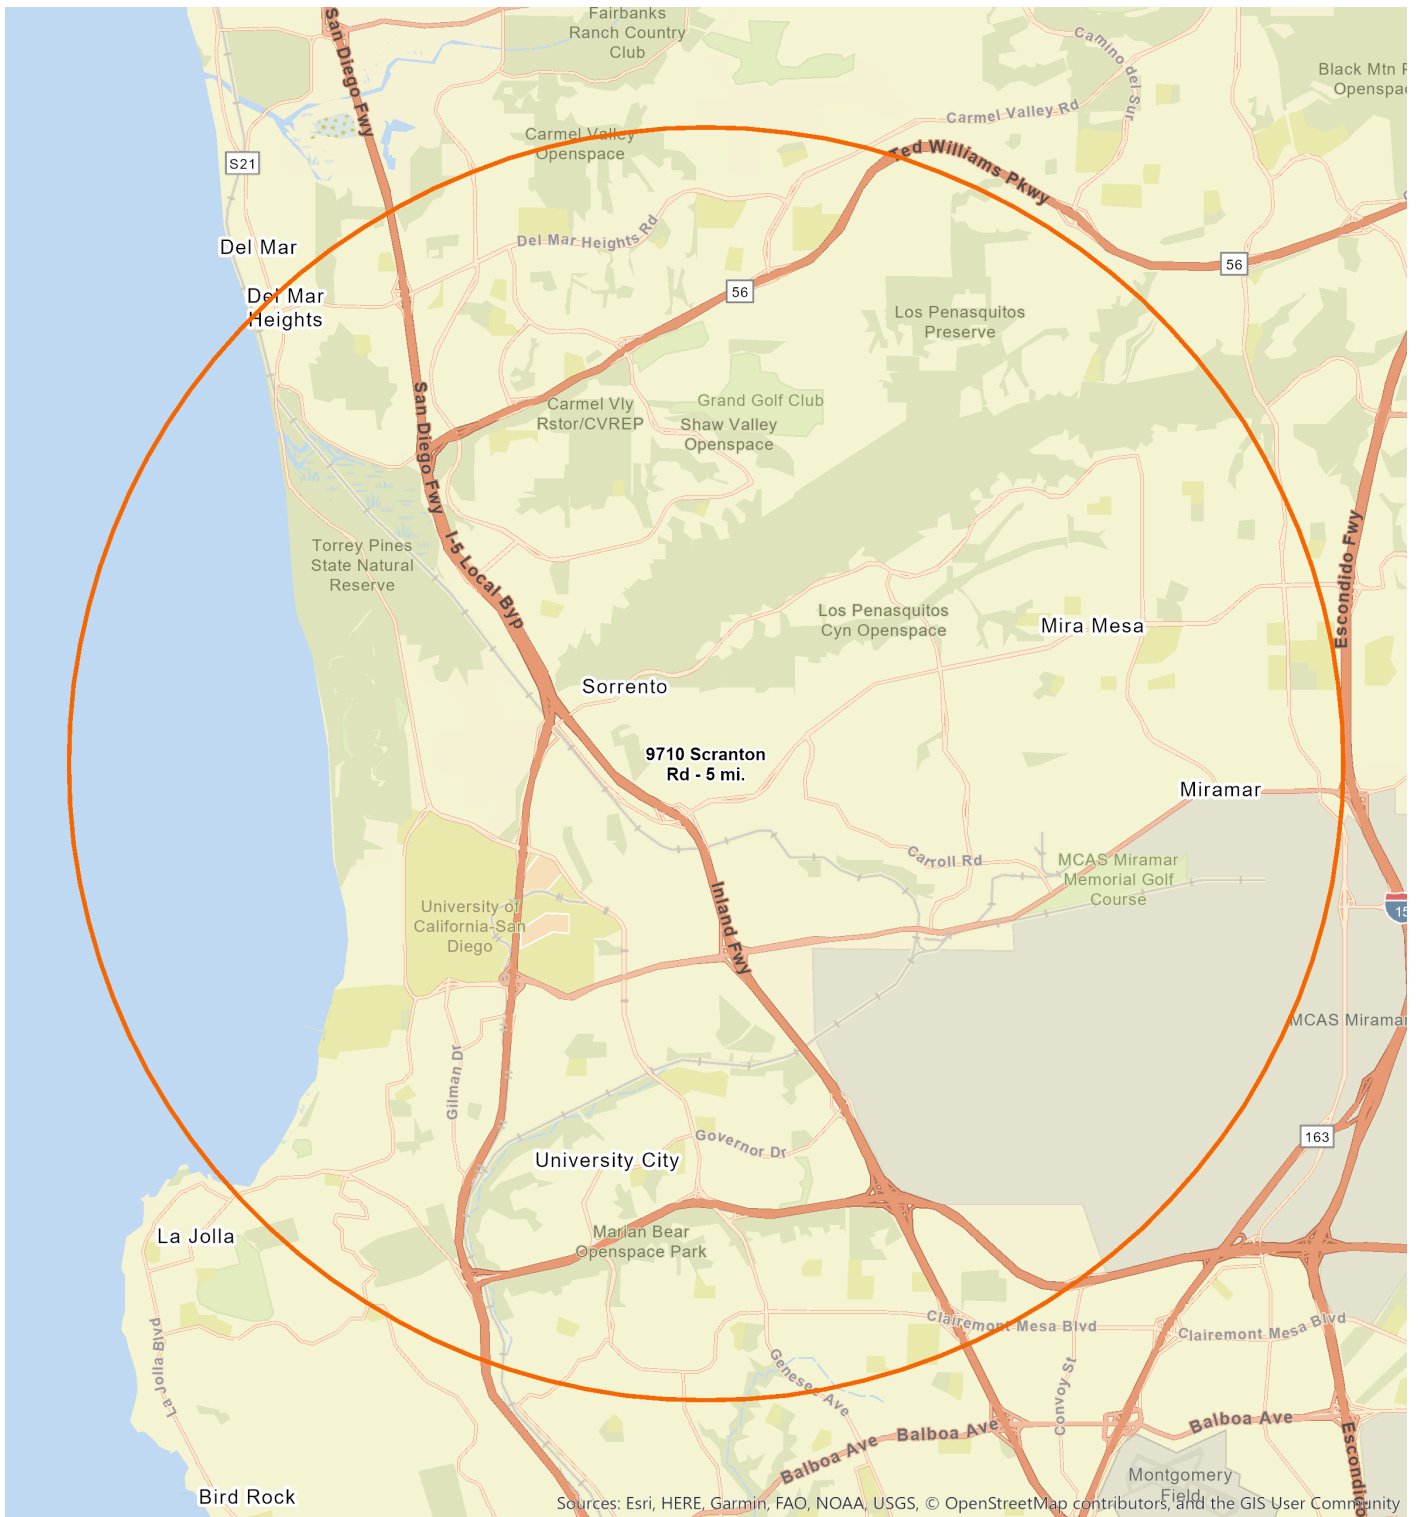 Fairbanks
Ranch Country
Club
San Diego Fwy
Camino del Sur
Black Mtn
Openspac
Carmel Valley Rd
Carmel Valley
Openspace
Ted Williams Pkwy
S21
Del Mar
Del Mar Heights Rd
56
56
Del Mar
Heights
Los Penasquitos
Preserve
San Diego Fwy
Carmel Vly
Rstor/CVREP
Grand Golf Club
Shaw Valley
Openspace
Torrey Pines
State Natural
Reserve
I-5 Local Byp
Escondido Fwy
Los Penasquitos
Cyn Openspace
Mira Mesa
Sorrento
9710 Scranton
Rd - 5 mi.
Miramar
Carroll Rd
MCAS Miramar
Memorial Golf
Course
University of
California-San
Diego
Inland Fwy
15
MCAS Miramar
Gilman Dr
Governor Dr
163
University City
La Jolla
Marian Bear
Openspace Park
La Jolla Blvd
Clairemont Mesa Blvd
Clairemont Mesa Blvd
Genesee Ave
Convoy St
Balboa Ave
Balboa Ave
Balboa Ave
Escondido
Bird Rock
Montgomery
Field
Sources: Esri, HERE, Garmin, FAO, NOAA, USGS, © OpenStreetMap contributors, and the GIS User Community